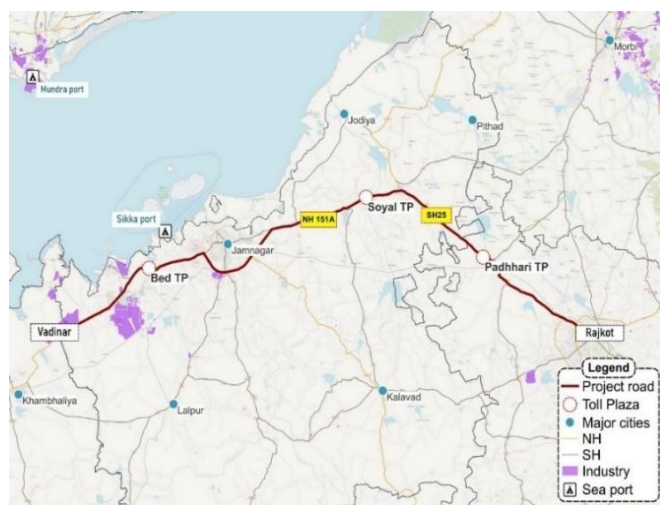 Morbi
Mundra port
Jodiya
Pithad
Soyal TP
NH 151A
SH25
Sikka port
Jamnagar
Padhhari TP
Bed TP
Vadinar
Rajkot
Khambhaliya
Lalpur
Kalavad
Legend
Project road
Toll Plaza
Major cities
NH
SH
Industry
Sea port